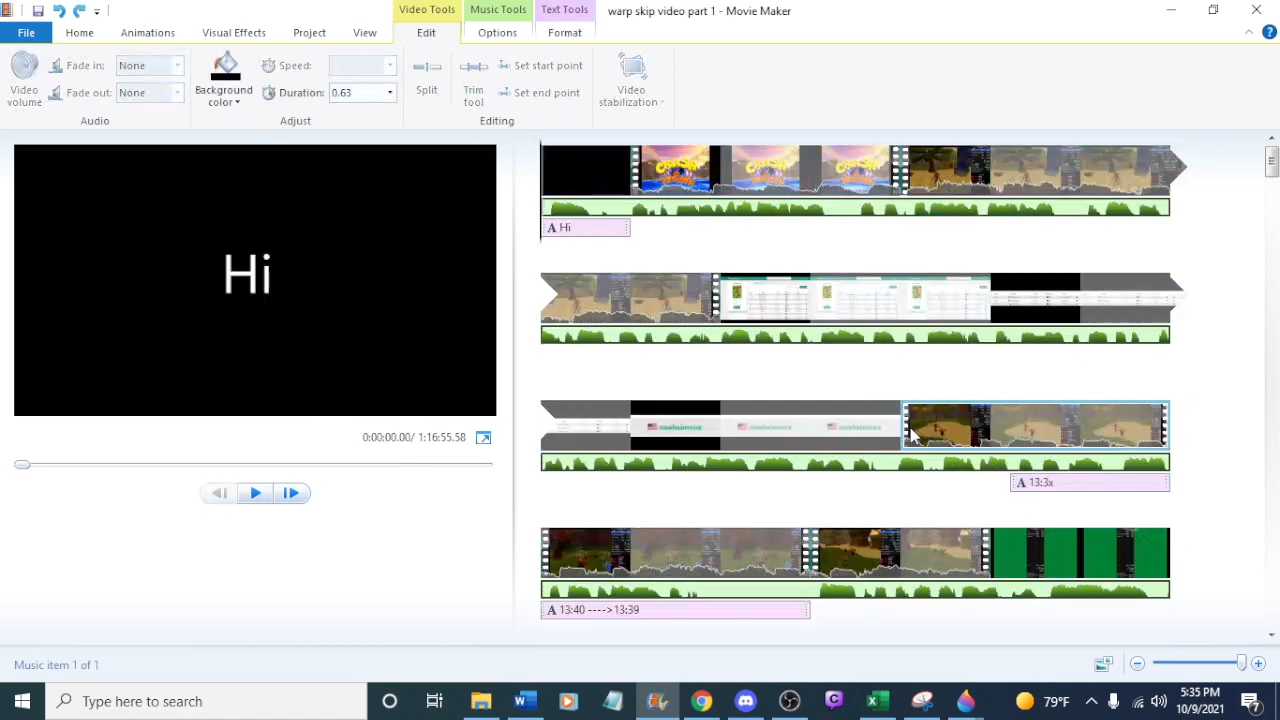 Video Tools Music Tools Text Tools warp skip video part 1 - Movie Maker
File Home Animations Visual Effects Project View Edit Options Format
Fade in: None Speed: Set start point
Fade out: None Duration: 0.63 Set end point
Video volume Background color Split Trim tool Video stabilization
Audio Adjust Editing
Hi
A Hi
0:00:00.00/ 1:16:55.58
A 13:3x
A 13:40 ---->13:39
Music item 1 of 1
Type here to search
79°F
5:35 PM
10/9/2021
7